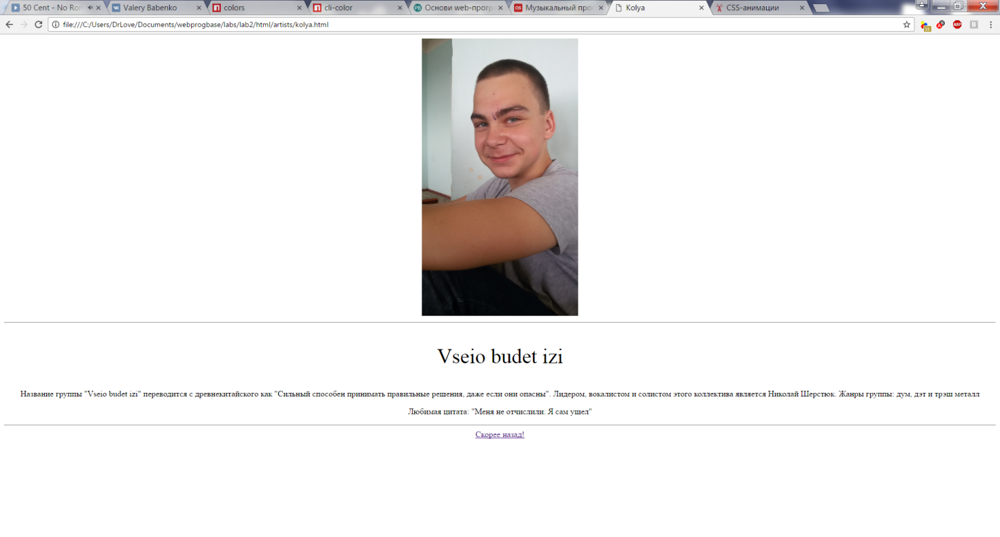 50 Cent - No Rom
Valery Babenko
colors
cli-color
Основи web-прогр
Музыкальный прос
Kolya
CSS-анимации
file:///C:/Users/DrLove/Documents/webprogbase/labs/lab2/html/artists/kolya.html
ABP
Vseio budet izi
Название группы "Vseio budet izi" переводится с древнекитайского как "Сильный способен принимать правильные решения, даже если они опасны". Лидером, вокалистом и солистом этого коллектива является Николай Шерстюк. Жанры группы: дум, дэт и трэш металл
Любимая цитата: "Меня не отчислили. Я сам ушел"
Скорее назад!